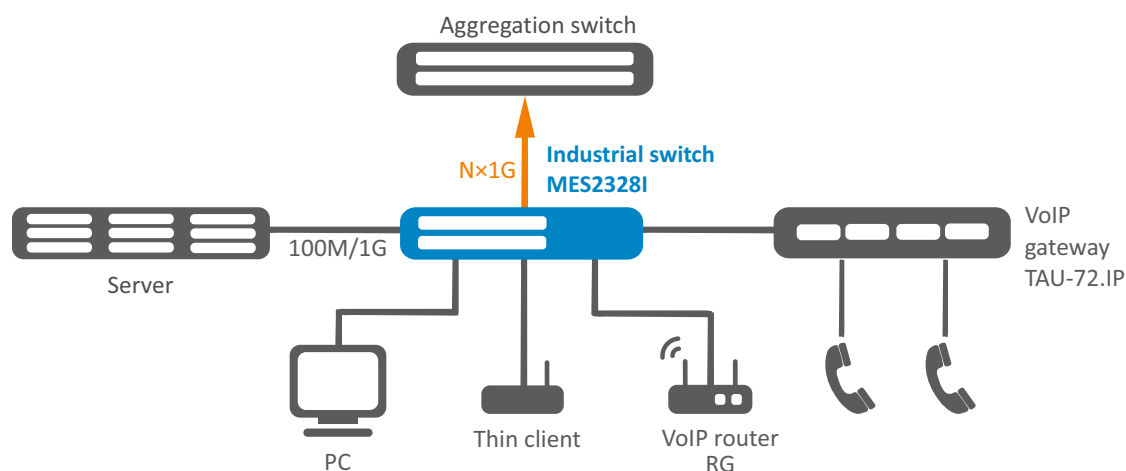 Aggregation switch
N×1G
Industrial switch
MES2328I
100M/1G
Server
VoIP
gateway
TAU-72.IP
PC
Thin client
VoIP router
RG